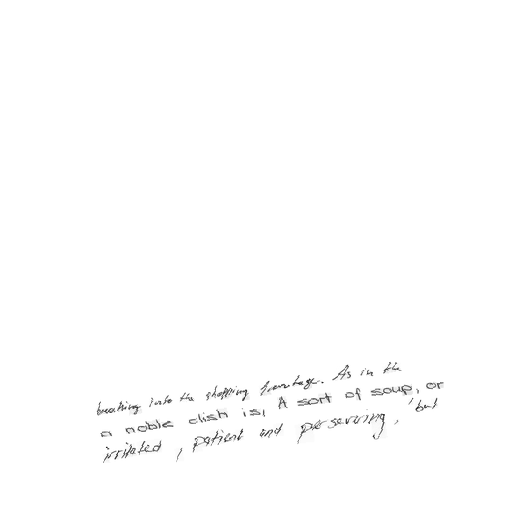 breaking into the shopping frontage. As in the
a noble dish is, A sort of soup, or
irritated, patient and perservering, 'but